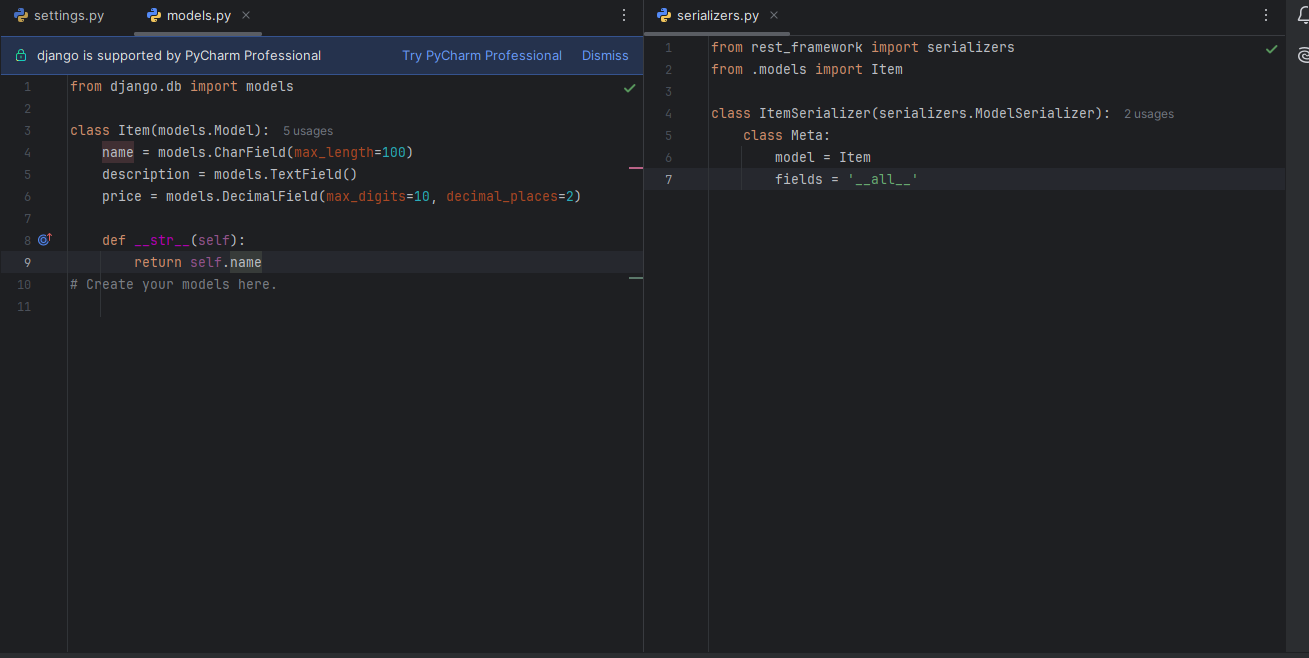 settings.py models.py
django is supported by PyCharm Professional Try PyCharm Professional Dismiss
1 from django.db import models
2
3 class Item(models.Model): 5 usages
4     name = models.CharField(max_length=100)
5     description = models.TextField()
6     price = models.DecimalField(max_digits=10, decimal_places=2)
7
8     def __str__(self):
9         return self.name
10 # Create your models here.
11
serializers.py
1 from rest_framework import serializers
2 from .models import Item
3
4 class ItemSerializer(serializers.ModelSerializer): 2 usages
5     class Meta:
6         model = Item
7         fields = '__all__'